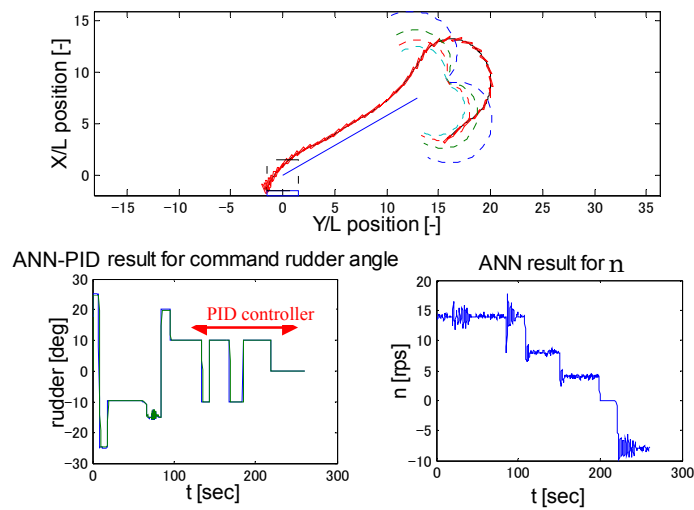 15
10
5
0
X/L position [-]
−15 −10 −5 0 5 10 15 20 25 30 35
Y/L position [-]
ANN-PID result for command rudder angle
30
20
10
0
−10
−20
−30
rudder [deg]
PID controller
0 100 200 300
t [sec]
ANN result for n
20
15
10
5
0
−5
−10
n [rps]
0 100 200 300
t [sec]